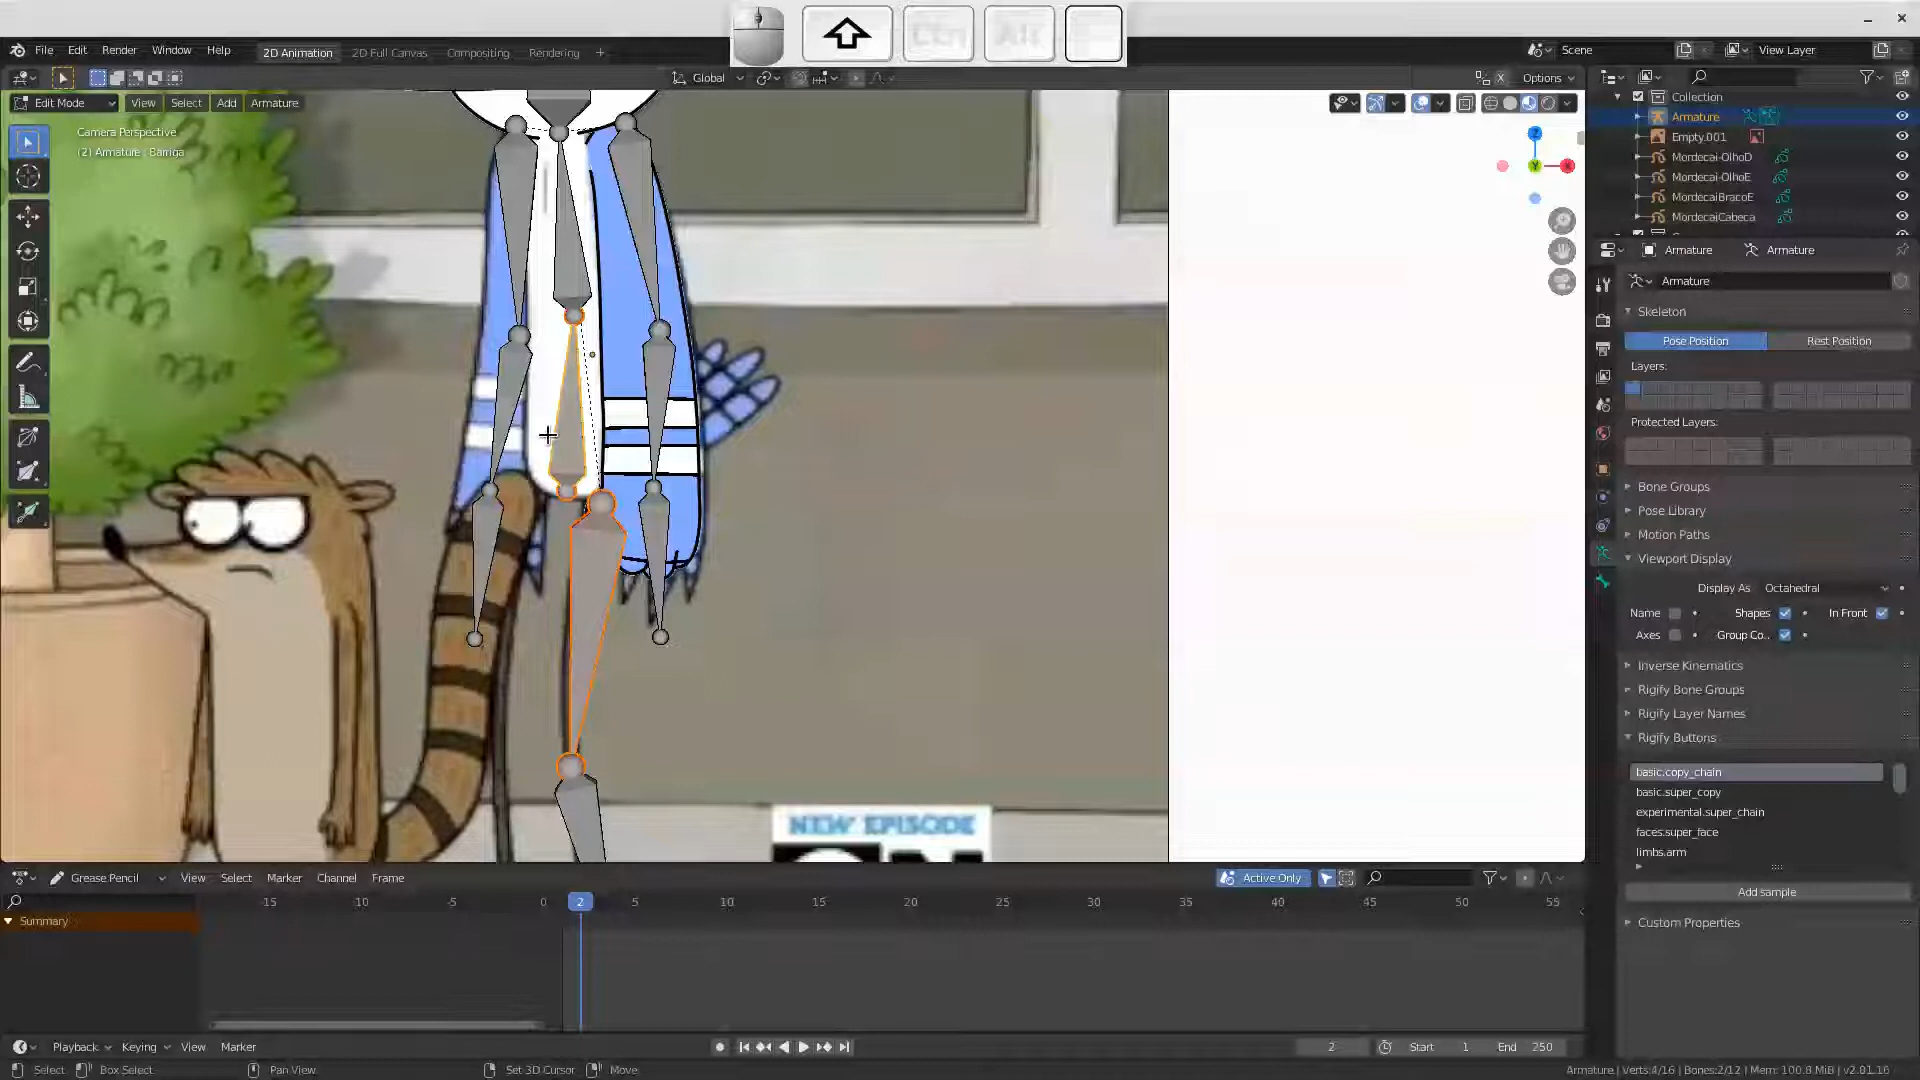 Ctrl Alt
File Edit Render Window Help 2D Animation 2D Full Canvas Compositing Rendering + Scene View Layer
Global Options
Edit Mode View Select Add Armature
Camera Perspective
(2) Armature : Barriga
Z
Y
X
Collection
Armature
Empty.001
Mordecai-OlhoD
Mordecai-OlhoE
MordecaiBracoE
MordecaiCabeca
Armature Armature
Armature
Skeleton
Pose Position Rest Position
Layers:
Protected Layers:
Bone Groups
Pose Library
Motion Paths
Viewport Display
Display As Octahedral
Name Shapes In Front
Axes Group Co..
Inverse Kinematics
Rigify Bone Groups
Rigify Layer Names
Rigify Buttons
basic.copy_chain
basic.super_copy
experimental.super_chain
faces.super_face
limbs.arm
Add sample
Custom Properties
NEW EPISODE
Grease Pencil View Select Marker Channel Frame Active Only
-15 -10 -5 0 2 5 10 15 20 25 30 35 40 45 50 55
Summary
Playback Keying View Marker 2 Start 1 End 250
Select Box Select Pan View Set 3D Cursor Move Armature | Verts:4/16 | Bones:2/12 | Mem: 100.8 MiB | v2.81.16